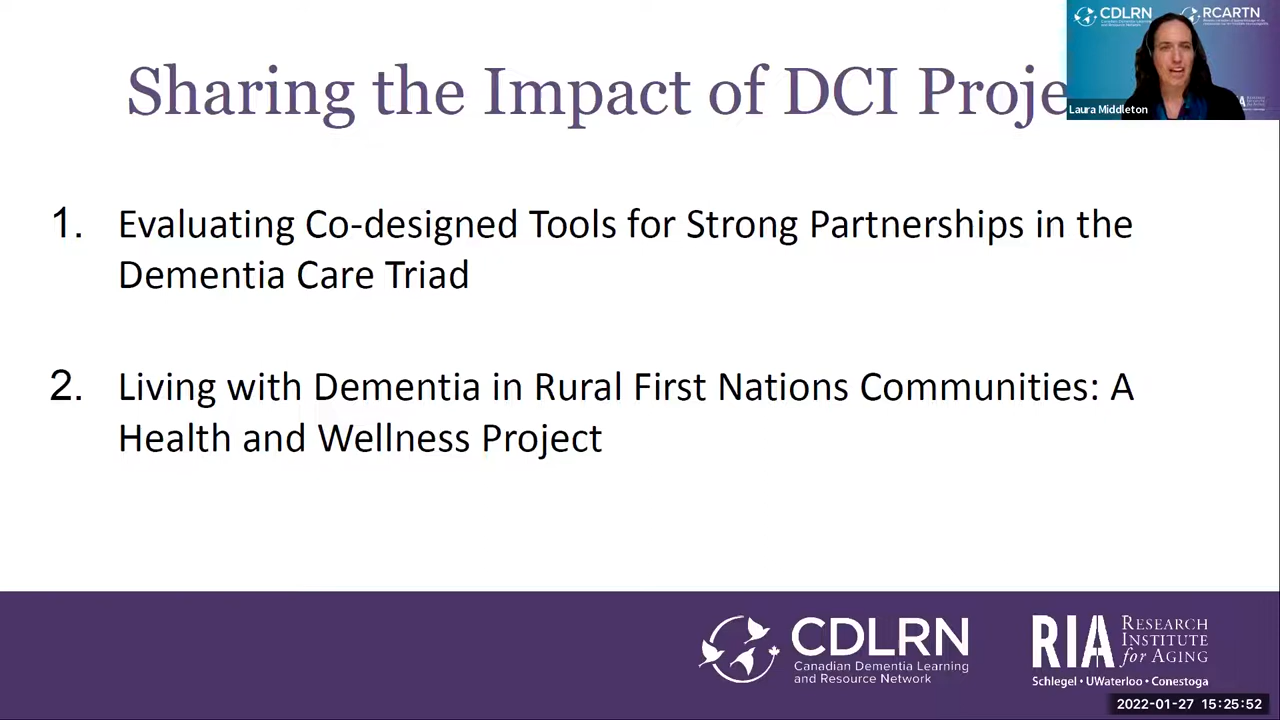 Sharing the Impact of DCI Proje
CDLRN
RCARTN
Laura Middleton
1. Evaluating Co-designed Tools for Strong Partnerships in the
Dementia Care Triad
2. Living with Dementia in Rural First Nations Communities: A
Health and Wellness Project
CDLRN
Canadian Dementia Learning
and Resource Network
RIA
RESEARCH
INSTITUTE
for AGING
Schlegel • UWaterloo • Conestoga
2022-01-27 15:25:52